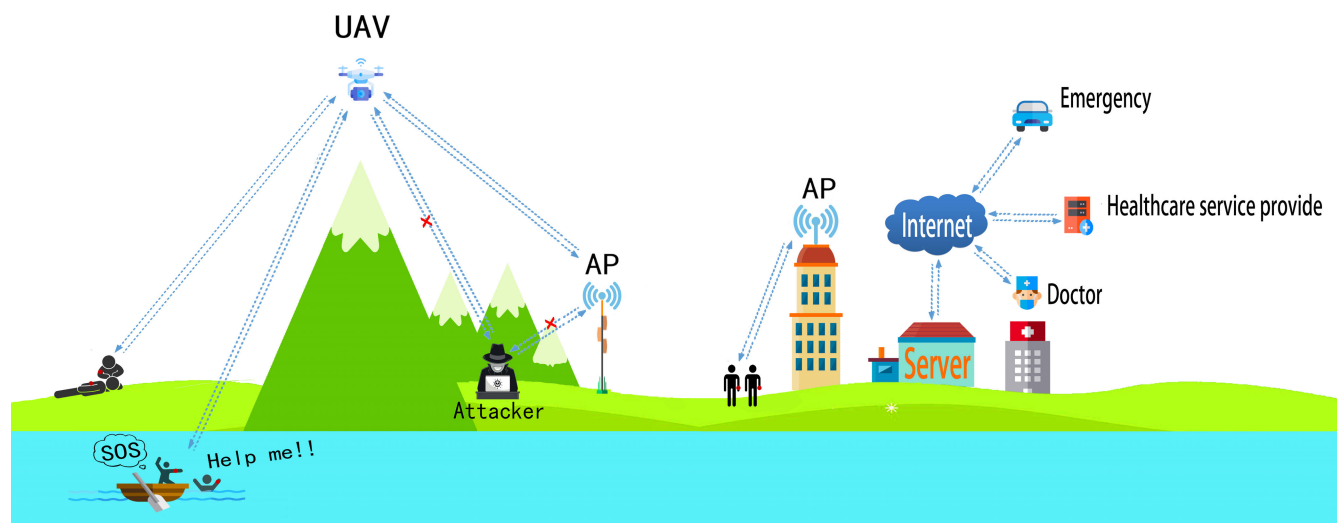 UAV
Emergency
AP
Internet
Healthcare service provide
AP
Doctor
Server
Attacker
SOS
Help me!!